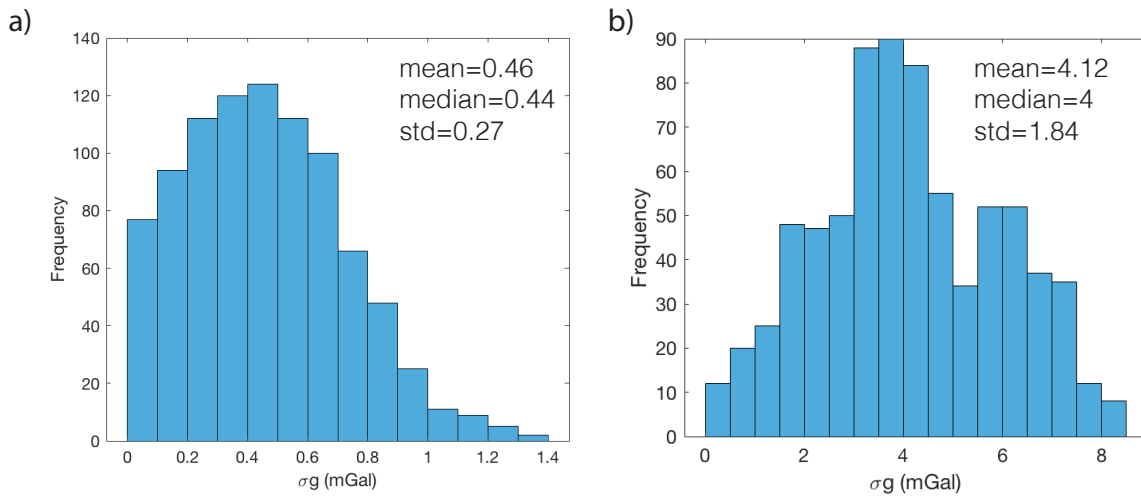 a)
140
120
100
80
60
40
20
0
Frequency
mean=0.46
median=0.44
std=0.27
0 0.2 0.4 0.6 0.8 1 1.2 1.4
σg (mGal)
b)
90
80
70
60
50
40
30
20
10
0
Frequency
mean=4.12
median=4
std=1.84
0 2 4 6 8
σg (mGal)